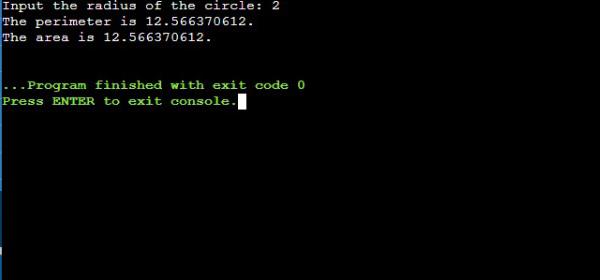 Input the radius of the circle: 2
The perimeter is 12.566370612.
The area is 12.566370612.
...Program finished with exit code 0
Press ENTER to exit console.